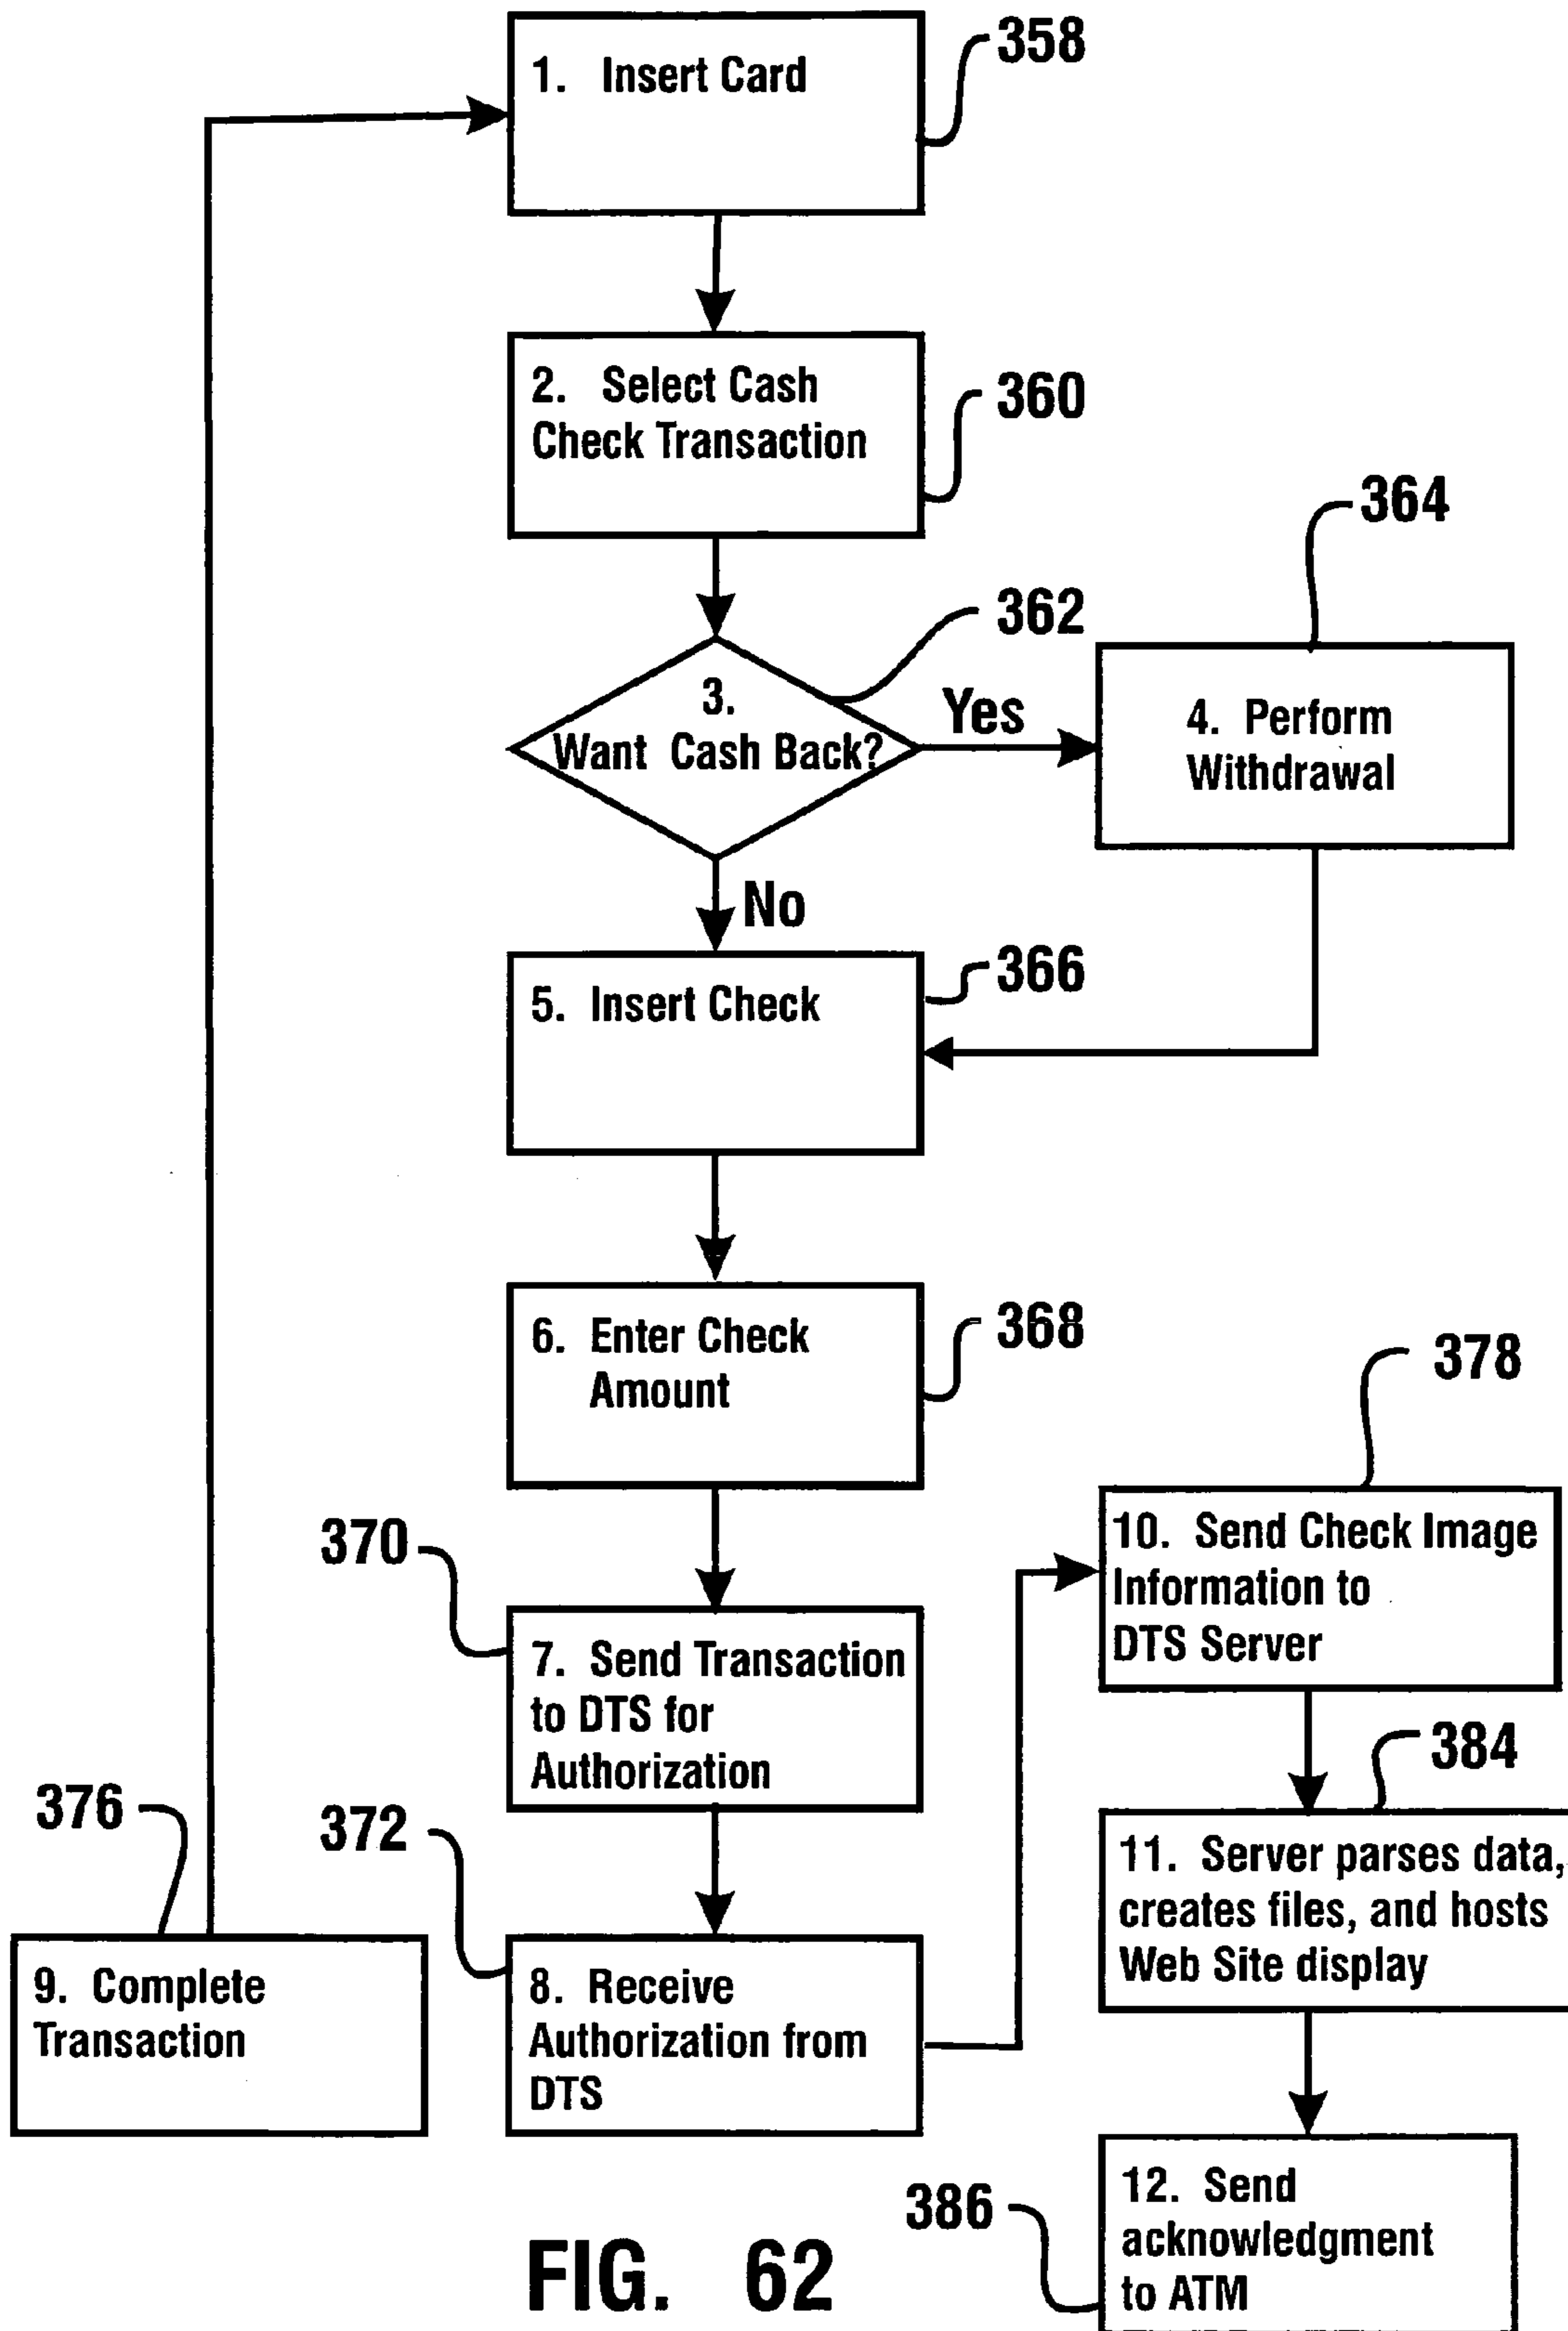 358
1. Insert Card
2. Select Cash
Check Transaction
360
364
362
3.
Want Cash Back?
Yes
4. Perform
Withdrawal
No
366
5. Insert Check
368
6. Enter Check
Amount
378
370
10. Send Check Image
Information to
DTS Server
7. Send Transaction
to DTS for
Authorization
384
376
372
11. Server parses data,
creates files, and hosts
Web Site display
9. Complete
Transaction
8. Receive
Authorization from
DTS
386
12. Send
acknowledgment
to ATM
FIG. 62